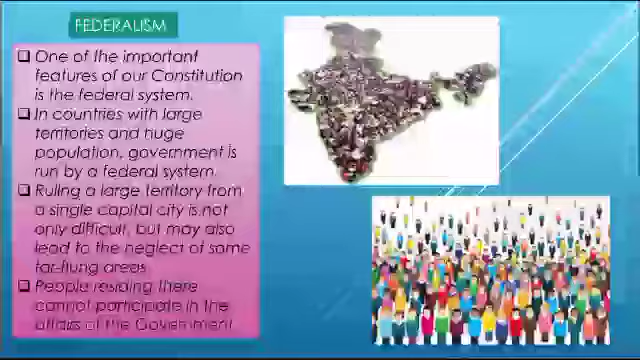 FEDERALISM
One of the important
features of our Constitution
is the federal system.
In countries with large
territories and huge
population, government is
run by a federal system.
Ruling a large territory from
a single capital city is not
only difficult, but may also
lead to the neglect of some
far-flung areas
People residing there
cannot participate in the
affairs of the Government